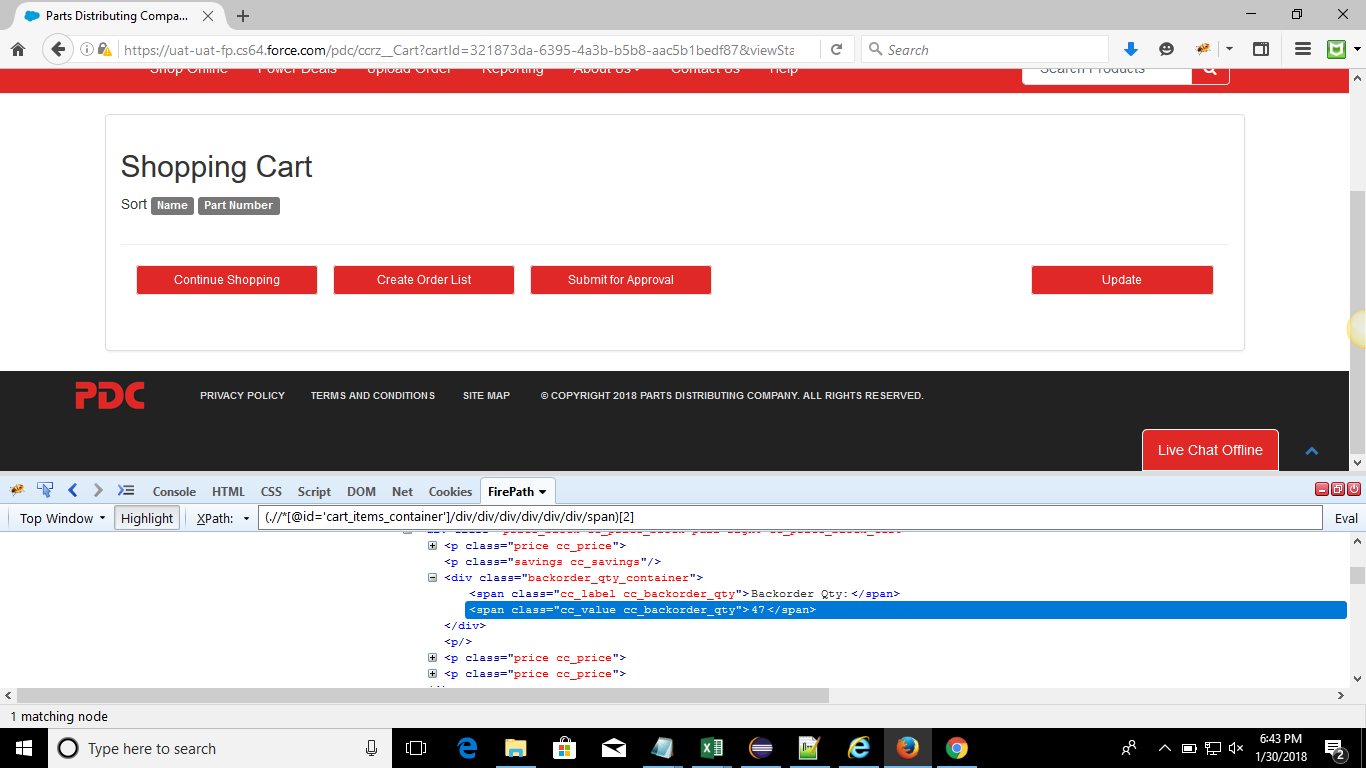 Parts Distributing Compa...
https://uat-uat-fp.cs64.force.com/pdc/ccrz__Cart?cartId=321873da-6395-4a3b-b5b8-aac5b1bedf87&viewSta
Search
Shop Online Power Deals Upload Order Reporting About Us Contact Us Help
Search Products
Shopping Cart
Sort Name Part Number
Continue Shopping Create Order List Submit for Approval Update
PDC PRIVACY POLICY TERMS AND CONDITIONS SITE MAP © COPYRIGHT 2018 PARTS DISTRIBUTING COMPANY. ALL RIGHTS RESERVED.
Live Chat Offline
Console HTML CSS Script DOM Net Cookies FirePath
Top Window Highlight XPath: (.//*[@id='cart_items_container']/div/div/div/div/div/div/span)[2] Eval
<p class="price cc_price">
<p class="savings cc_savings"/>
<div class="backorder_qty_container">
<span class="cc_label cc_backorder_qty">Backorder Qty:</span>
<span class="cc_value cc_backorder_qty">47</span>
</div>
<p/>
<p class="price cc_price">
<p class="price cc_price">
1 matching node
Type here to search
6:43 PM
1/30/2018
2